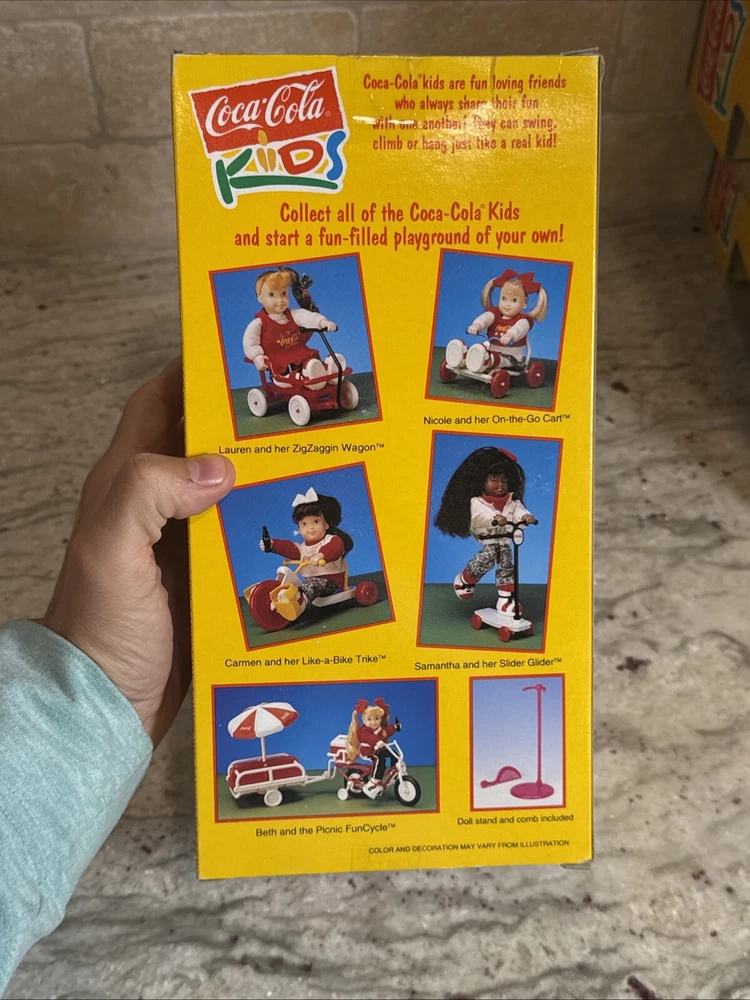 Coca-Cola
KiDS
Coca-Cola® kids are fun loving friends
who always share their fun
with one another! They can swing,
climb or hang just like a real kid!
Collect all of the Coca-Cola® Kids
and start a fun-filled playground of your own!
Lauren and her ZigZaggin Wagon™
Nicole and her On-the-Go Cart™
Carmen and her Like-a-Bike Trike™
Samantha and her Slider Glider™
Beth and the Picnic FunCycle™
Doll stand and comb included
COLOR AND DECORATION MAY VARY FROM ILLUSTRATION